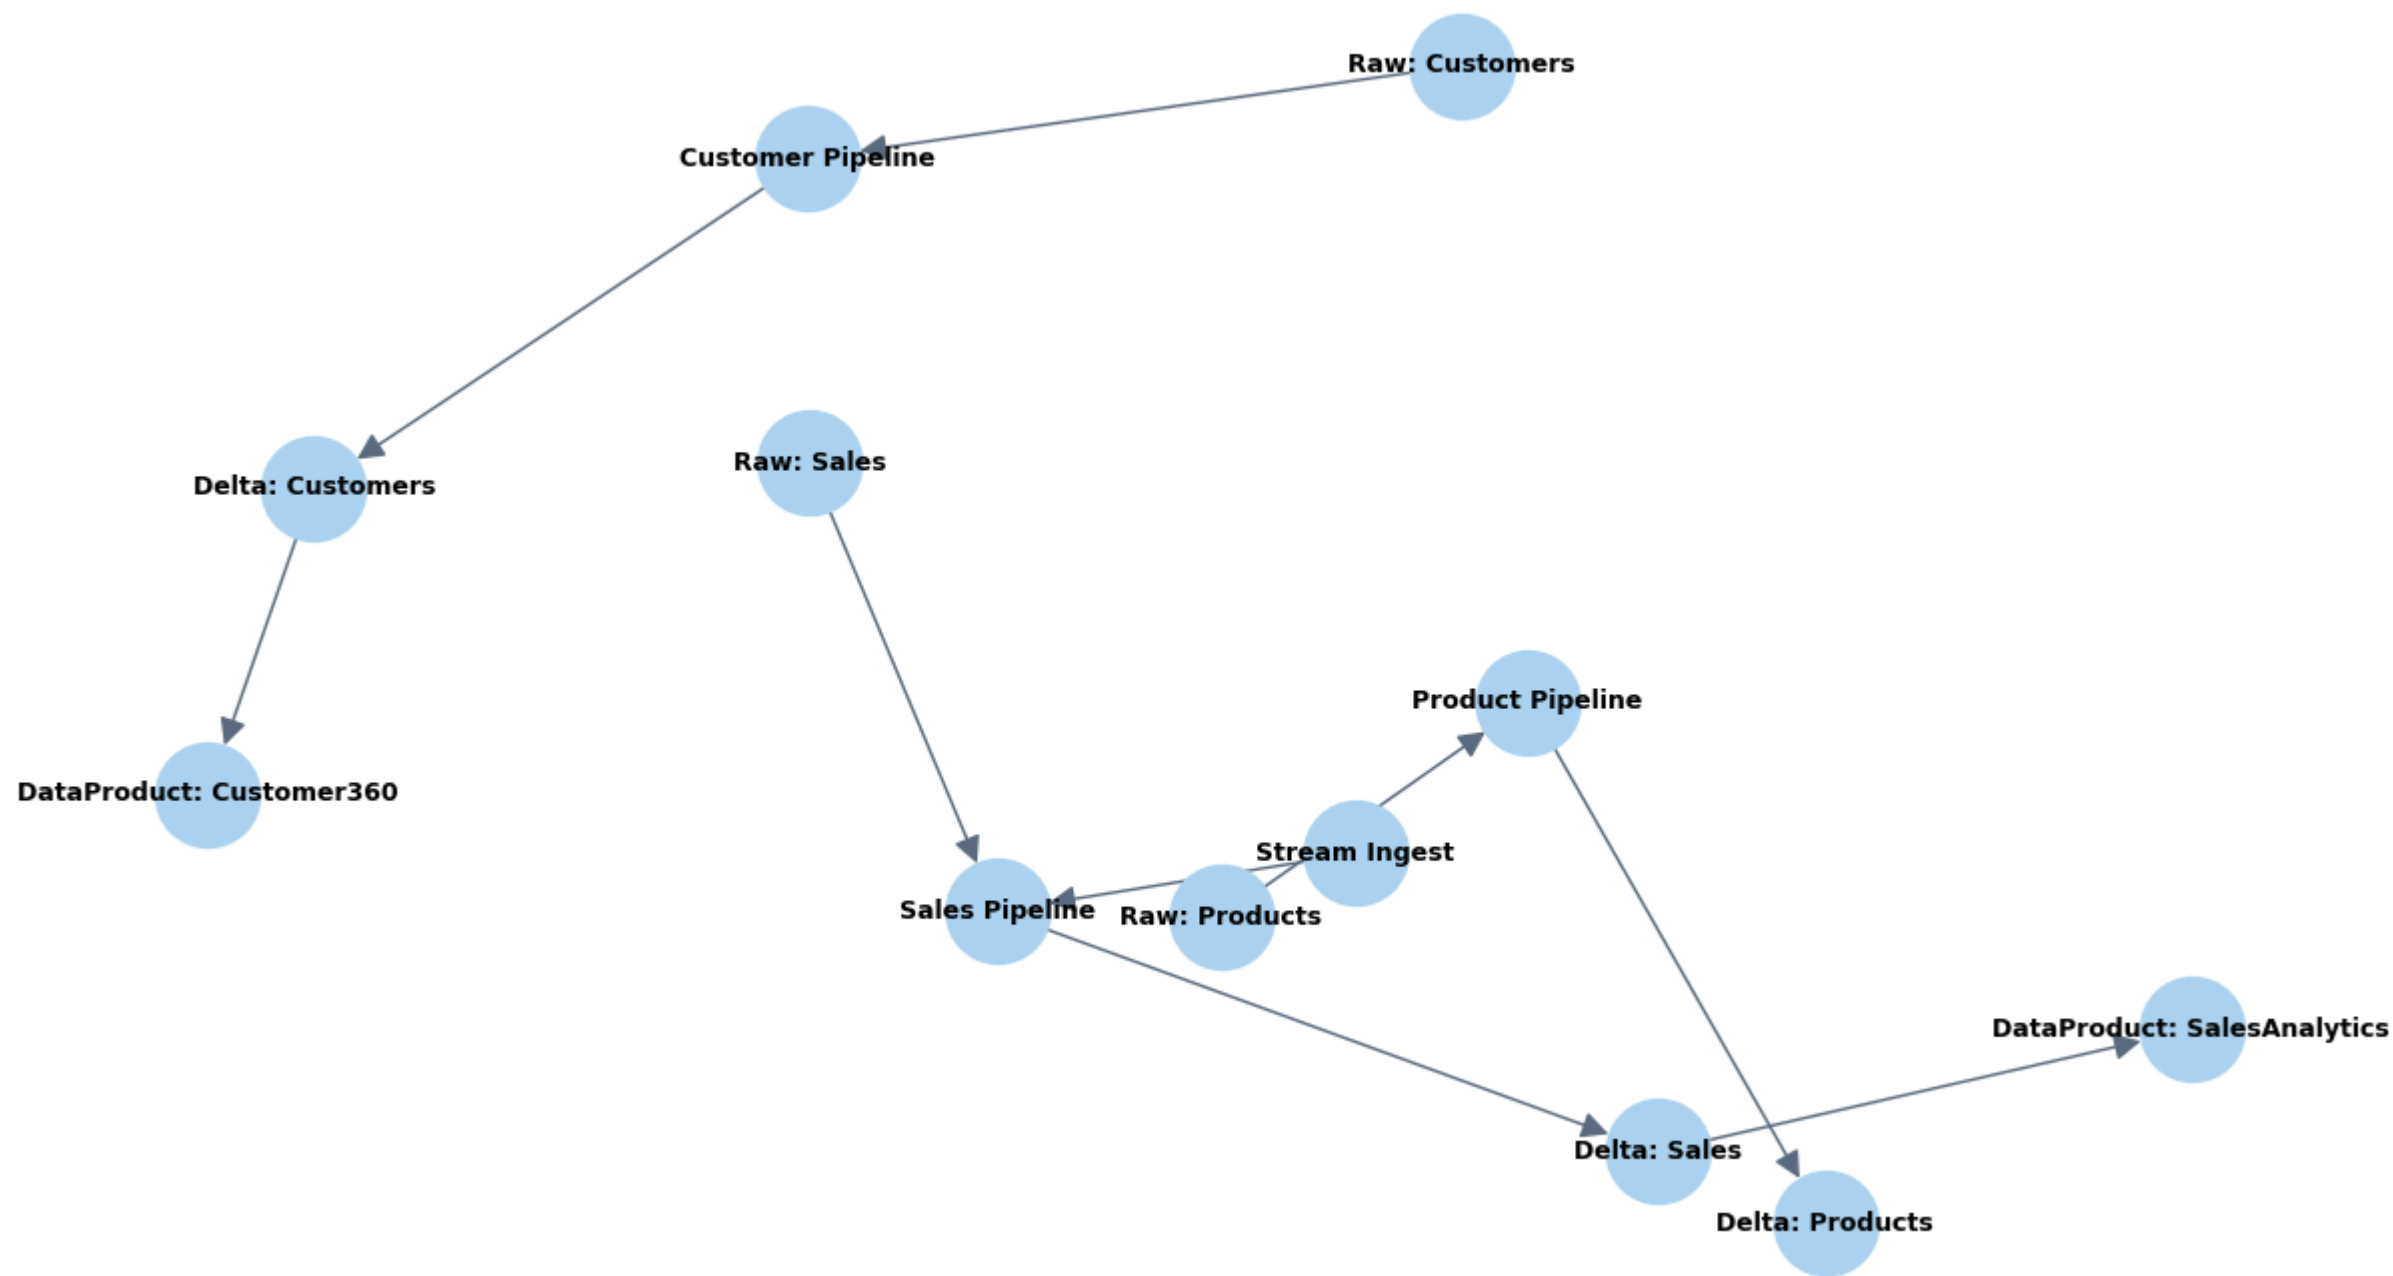 Raw: Customers
Customer Pipeline
Raw: Sales
Delta: Customers
Product Pipeline
DataProduct: Customer360
Stream Ingest
Sales Pipeline
Raw: Products
DataProduct: SalesAnalytics
Delta: Sales
Delta: Products